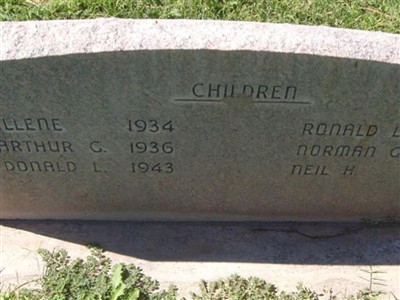 CHILDREN
LLENE 1934 RONALD L
ARTHUR G. 1936 NORMAN G
DONALD L. 1943 NEIL H